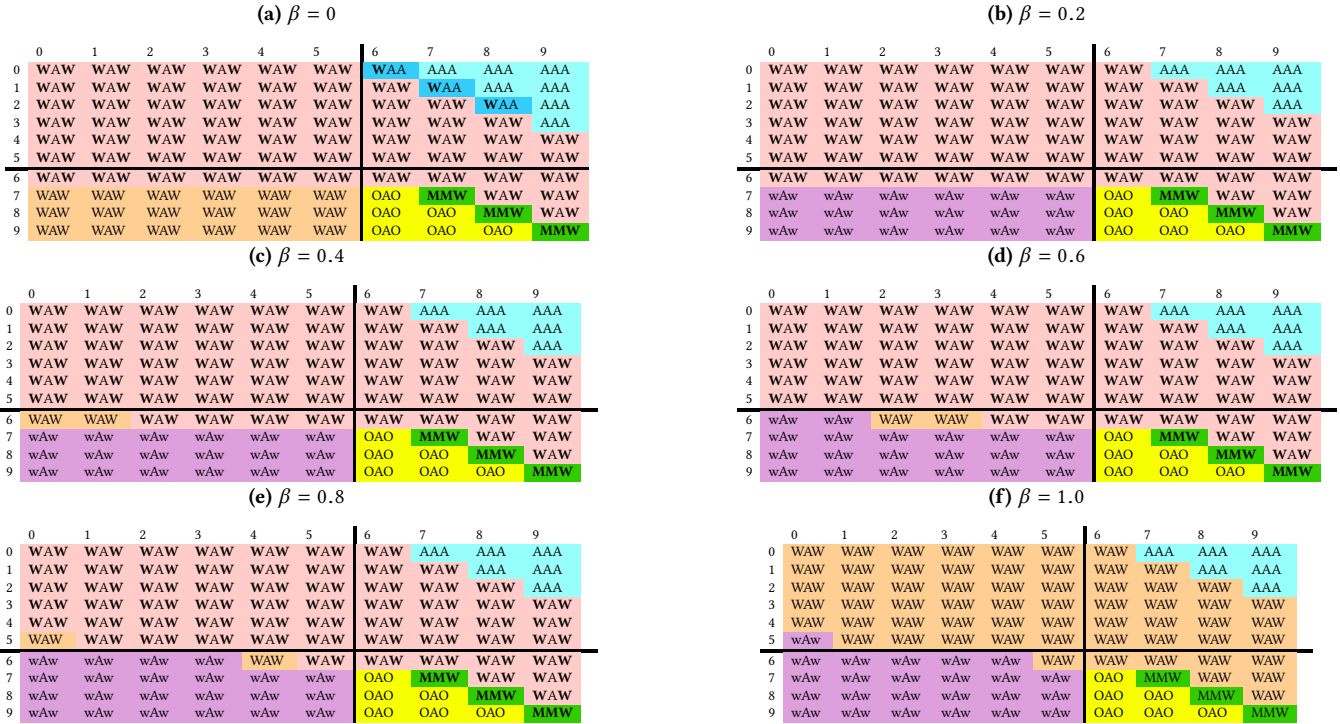 (a) β = 0
0 1 2 3 4 5 6 7 8 9
0 WAW WAW WAW WAW WAW WAW WAA AAA AAA AAA
1 WAW WAW WAW WAW WAW WAW WAW WAA AAA AAA
2 WAW WAW WAW WAW WAW WAW WAW WAW WAA AAA
3 WAW WAW WAW WAW WAW WAW WAW WAW WAW AAA
4 WAW WAW WAW WAW WAW WAW WAW WAW WAW WAW
5 WAW WAW WAW WAW WAW WAW WAW WAW WAW WAW
6 WAW WAW WAW WAW WAW WAW WAW WAW WAW WAW
7 WAW WAW WAW WAW WAW WAW OAO MMW WAW WAW
8 WAW WAW WAW WAW WAW WAW OAO OAO MMW WAW
9 WAW WAW WAW WAW WAW WAW OAO OAO OAO MMW
(b) β = 0.2
0 1 2 3 4 5 6 7 8 9
0 WAW WAW WAW WAW WAW WAW WAW AAA AAA AAA
1 WAW WAW WAW WAW WAW WAW WAW WAW AAA AAA
2 WAW WAW WAW WAW WAW WAW WAW WAW WAW AAA
3 WAW WAW WAW WAW WAW WAW WAW WAW WAW WAW
4 WAW WAW WAW WAW WAW WAW WAW WAW WAW WAW
5 WAW WAW WAW WAW WAW WAW WAW WAW WAW WAW
6 WAW WAW WAW WAW WAW WAW WAW WAW WAW WAW
7 wAw wAw wAw wAw wAw wAw OAO MMW WAW WAW
8 wAw wAw wAw wAw wAw wAw OAO OAO MMW WAW
9 wAw wAw wAw wAw wAw wAw OAO OAO OAO MMW
(c) β = 0.4
0 1 2 3 4 5 6 7 8 9
0 WAW WAW WAW WAW WAW WAW WAW AAA AAA AAA
1 WAW WAW WAW WAW WAW WAW WAW WAW AAA AAA
2 WAW WAW WAW WAW WAW WAW WAW WAW WAW AAA
3 WAW WAW WAW WAW WAW WAW WAW WAW WAW WAW
4 WAW WAW WAW WAW WAW WAW WAW WAW WAW WAW
5 WAW WAW WAW WAW WAW WAW WAW WAW WAW WAW
6 WAW WAW WAW WAW WAW WAW WAW WAW WAW WAW
7 wAw wAw wAw wAw wAw wAw OAO MMW WAW WAW
8 wAw wAw wAw wAw wAw wAw OAO OAO MMW WAW
9 wAw wAw wAw wAw wAw wAw OAO OAO OAO MMW
(d) β = 0.6
0 1 2 3 4 5 6 7 8 9
0 WAW WAW WAW WAW WAW WAW WAW AAA AAA AAA
1 WAW WAW WAW WAW WAW WAW WAW WAW AAA AAA
2 WAW WAW WAW WAW WAW WAW WAW WAW WAW AAA
3 WAW WAW WAW WAW WAW WAW WAW WAW WAW WAW
4 WAW WAW WAW WAW WAW WAW WAW WAW WAW WAW
5 WAW WAW WAW WAW WAW WAW WAW WAW WAW WAW
6 wAw wAw WAW WAW WAW WAW WAW WAW WAW WAW
7 wAw wAw wAw wAw wAw wAw OAO MMW WAW WAW
8 wAw wAw wAw wAw wAw wAw OAO OAO MMW WAW
9 wAw wAw wAw wAw wAw wAw OAO OAO OAO MMW
(e) β = 0.8
0 1 2 3 4 5 6 7 8 9
0 WAW WAW WAW WAW WAW WAW WAW AAA AAA AAA
1 WAW WAW WAW WAW WAW WAW WAW WAW AAA AAA
2 WAW WAW WAW WAW WAW WAW WAW WAW WAW AAA
3 WAW WAW WAW WAW WAW WAW WAW WAW WAW WAW
4 WAW WAW WAW WAW WAW WAW WAW WAW WAW WAW
5 WAW WAW WAW WAW WAW WAW WAW WAW WAW WAW
6 wAw wAw wAw wAw WAW WAW WAW WAW WAW WAW
7 wAw wAw wAw wAw wAw wAw OAO MMW WAW WAW
8 wAw wAw wAw wAw wAw wAw OAO OAO MMW WAW
9 wAw wAw wAw wAw wAw wAw OAO OAO OAO MMW
(f) β = 1.0
0 1 2 3 4 5 6 7 8 9
0 WAW WAW WAW WAW WAW WAW WAW AAA AAA AAA
1 WAW WAW WAW WAW WAW WAW WAW WAW AAA AAA
2 WAW WAW WAW WAW WAW WAW WAW WAW WAW AAA
3 WAW WAW WAW WAW WAW WAW WAW WAW WAW WAW
4 WAW WAW WAW WAW WAW WAW WAW WAW WAW WAW
5 wAw WAW WAW WAW WAW WAW WAW WAW WAW WAW
6 wAw wAw wAw wAw wAw WAW WAW WAW WAW WAW
7 wAw wAw wAw wAw wAw wAw OAO MMW WAW WAW
8 wAw wAw wAw wAw wAw wAw OAO OAO MMW WAW
9 wAw wAw wAw wAw wAw wAw OAO OAO OAO MMW